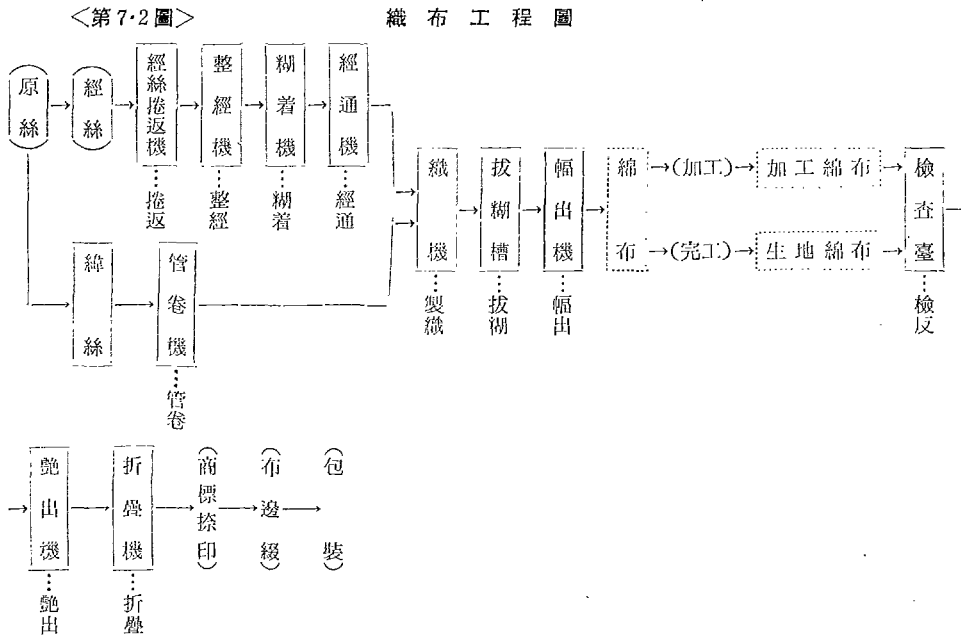 <第7·2圖> 織布工程圖
(原絲)
(經絲)
經絲捲返機
捲返
整經機
整經
糊着機
糊着
經通機
經通
緯絲
管卷機
管卷
織機
製織
拔糊槽
拔湖
幅出機
幅出
綿布
(加工)
加工綿布
(完工)
生地綿布
檢査臺
檢反
艶出機
艶出
折疊機
折疊
(商標捺印)
(布邊綴)
(包裝)